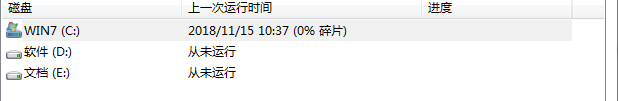 磁盘 上一次运行时间 进度
WIN7 (C:) 2018/11/15 10:37 (0% 碎片)
软件 (D:) 从未运行
文档 (E:) 从未运行